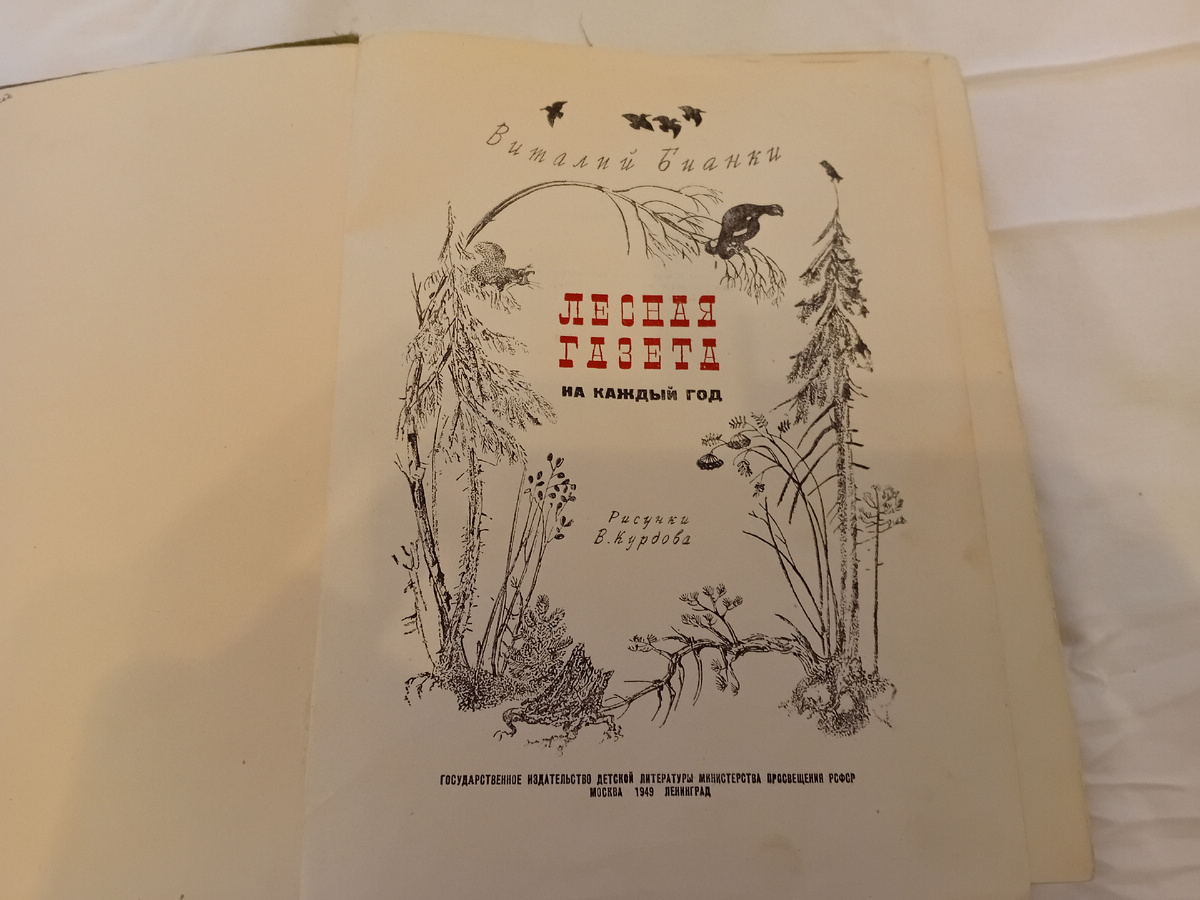 Виталий Бианки
ЛЕСНАЯ
ГАЗЕТА
НА КАЖДЫЙ ГОД
Рисунки
В. Курдова
ГОСУДАРСТВЕННОЕ ИЗДАТЕЛЬСТВО ДЕТСКОЙ ЛИТЕРАТУРЫ МИНИСТЕРСТВА ПРОСВЕЩЕНИЯ РСФСР
МОСКВА 1949 ЛЕНИНГРАД